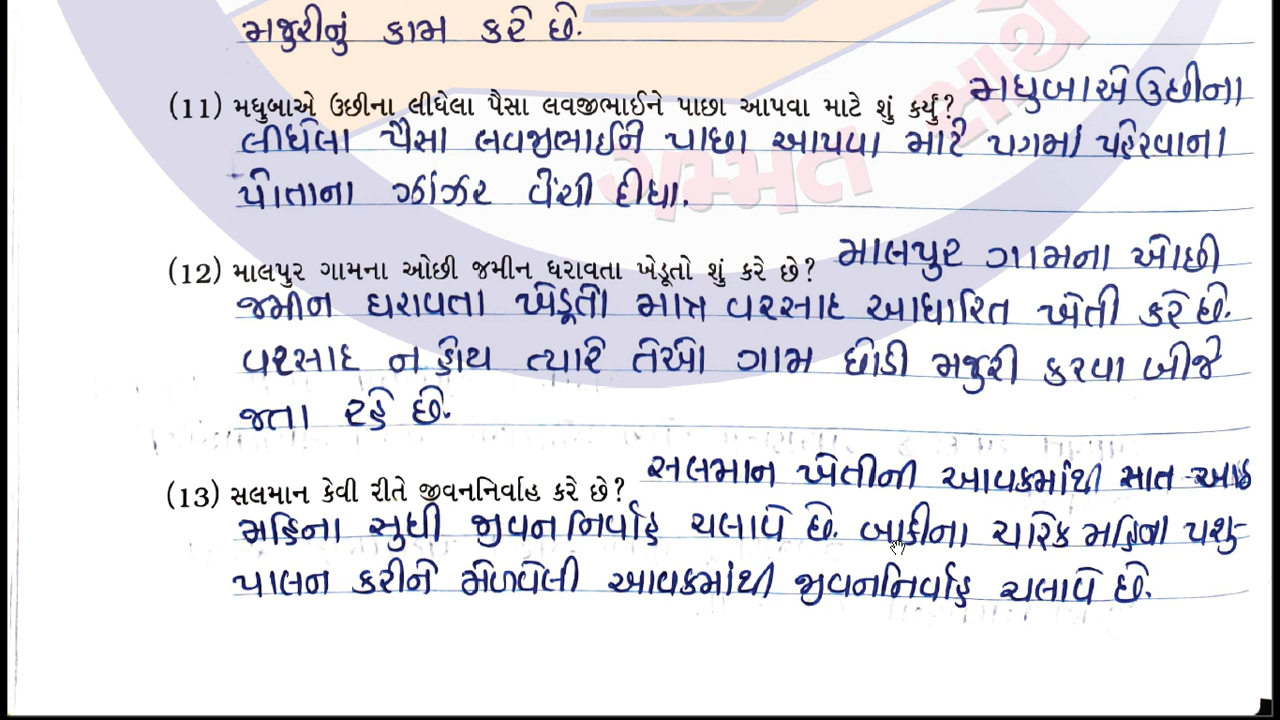 મજુરીનું કામ કરે છે.
(11) મધુબાએ ઉછીના લીધેલા પૈસા લવજીભાઈને પાછા આપવા માટે શું કર્યું? મધુબાએ ઉછીના
લીધેલા પૈસા લવજીભાઈને પાછા આપવા માટે પગમાં પહેરવાના
પોતાના ઝાંઝર વેંચી દીધા.
(12) માલપુર ગામના ઓછી જમીન ધરાવતા ખેડૂતો શું કરે છે? માલપુર ગામના ઓછી
જમીન ધરાવતા ખેડૂતો માત્ર વરસાદ આધારિત ખેતી કરે છે.
વરસાદ ન હોય ત્યારે તેઓ ગામ છોડી મજુરી કરવા બીજે
જતા રહે છે.
(13) સલમાન કેવી રીતે જીવનનિર્વાહ કરે છે? સલમાન ખેતીની આવકમાંથી સાત-આઠ
મહિના સુધી જીવનનિર્વાહ ચલાવે છે. બાકીના ચારેક મહિના પશુ-
પાલન કરીને મેળવેલી આવકમાંથી જીવનનિર્વાહ ચલાવે છે.
ગમ્મત સાથે